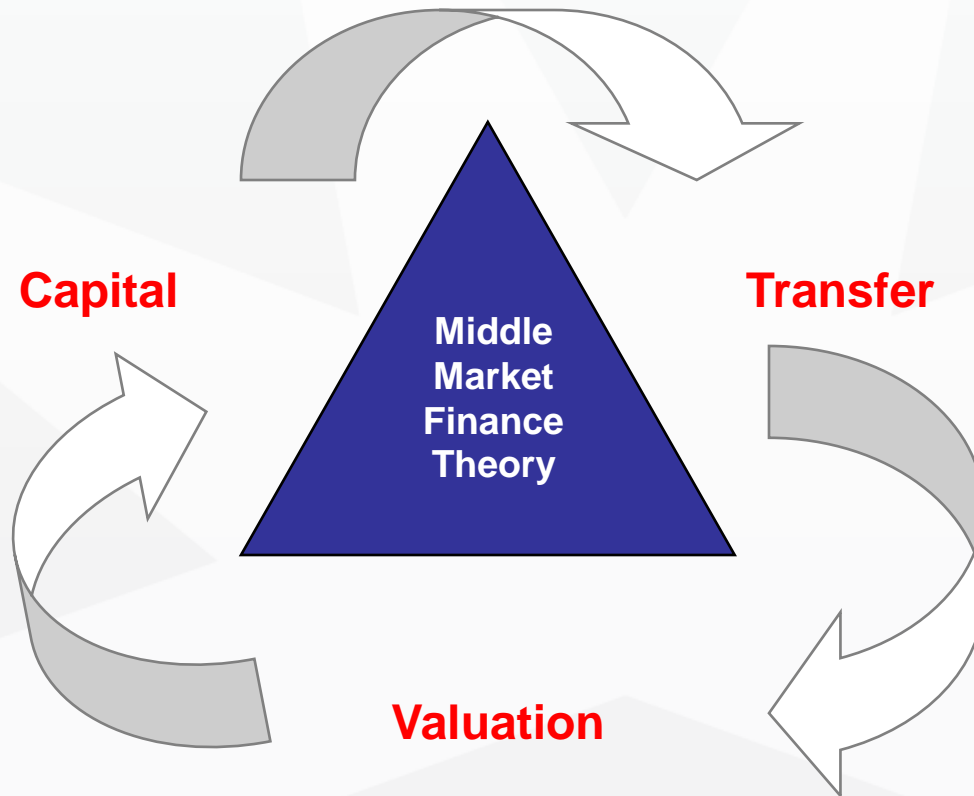 Capital
Transfer
Middle
Market
Finance
Theory
Valuation